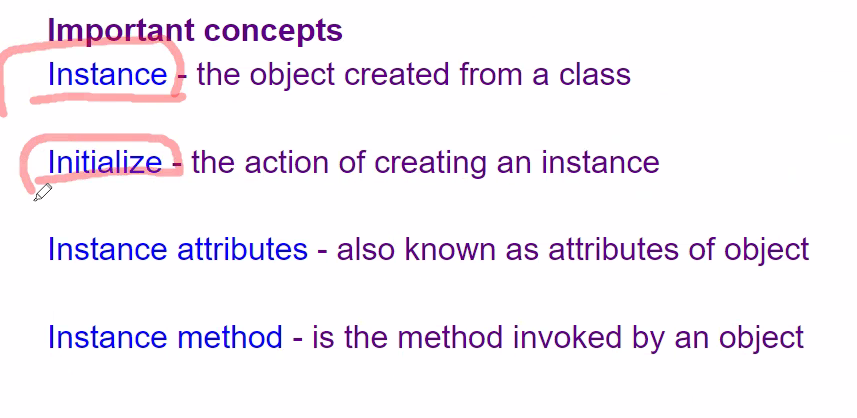 Important concepts
Instance - the object created from a class
Initialize - the action of creating an instance
Instance attributes - also known as attributes of object
Instance method - is the method invoked by an object